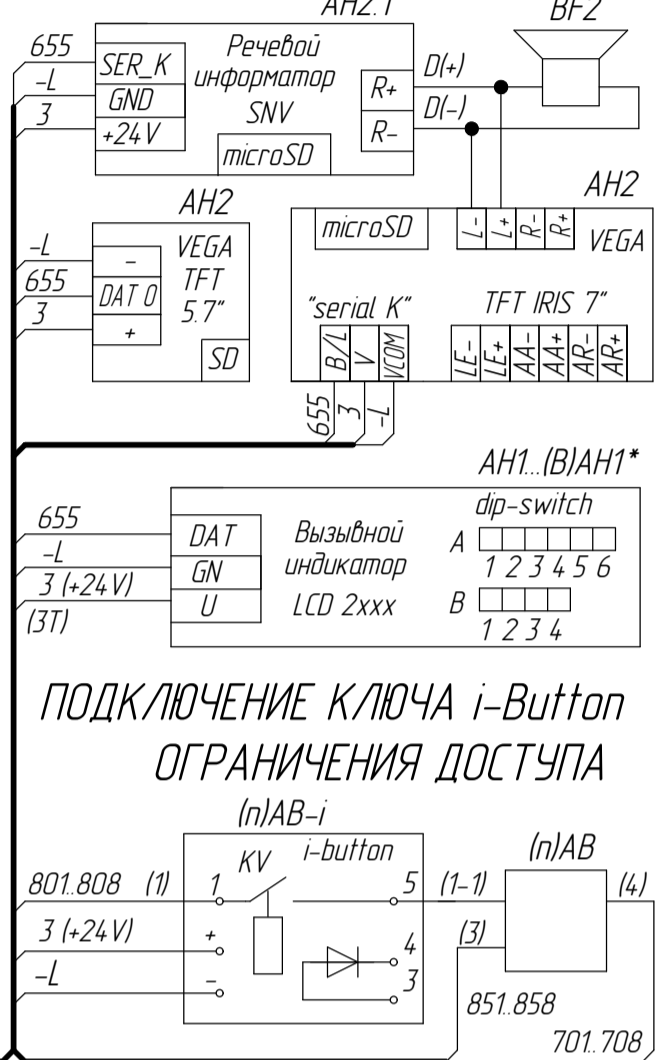 AH2.1
BF2
655
-L
3
SER_K
GND
+24V
Речевой
информатор
SNV
microSD
R+
R-
D(+)
D(-)
AH2
-L
655
3
-
DAT 0
+
VEGA
TFT
5.7"
SD
AH2
microSD
L-
L+
R-
R+
VEGA
"serial K"
TFT IRIS 7"
B/L
V
VCOM
LE-
LE+
AA-
AA+
AR-
AR+
655
3
-L
AH1...(B)AH1*
655
-L
3 (+24V)
(3T)
DAT
GN
U
Вызывной
индикатор
LCD 2xxx
dip-switch
A
1 2 3 4 5 6
B
1 2 3 4
ПОДКЛЮЧЕНИЕ КЛЮЧА i-Button
ОГРАНИЧЕНИЯ ДОСТУПА
(n)AB-i
801..808 (1)
3 (+24V)
-L
1
+
-
KV
i-button
5
4
3
(1-1)
(3)
(n)AB
(4)
851..858
701..708